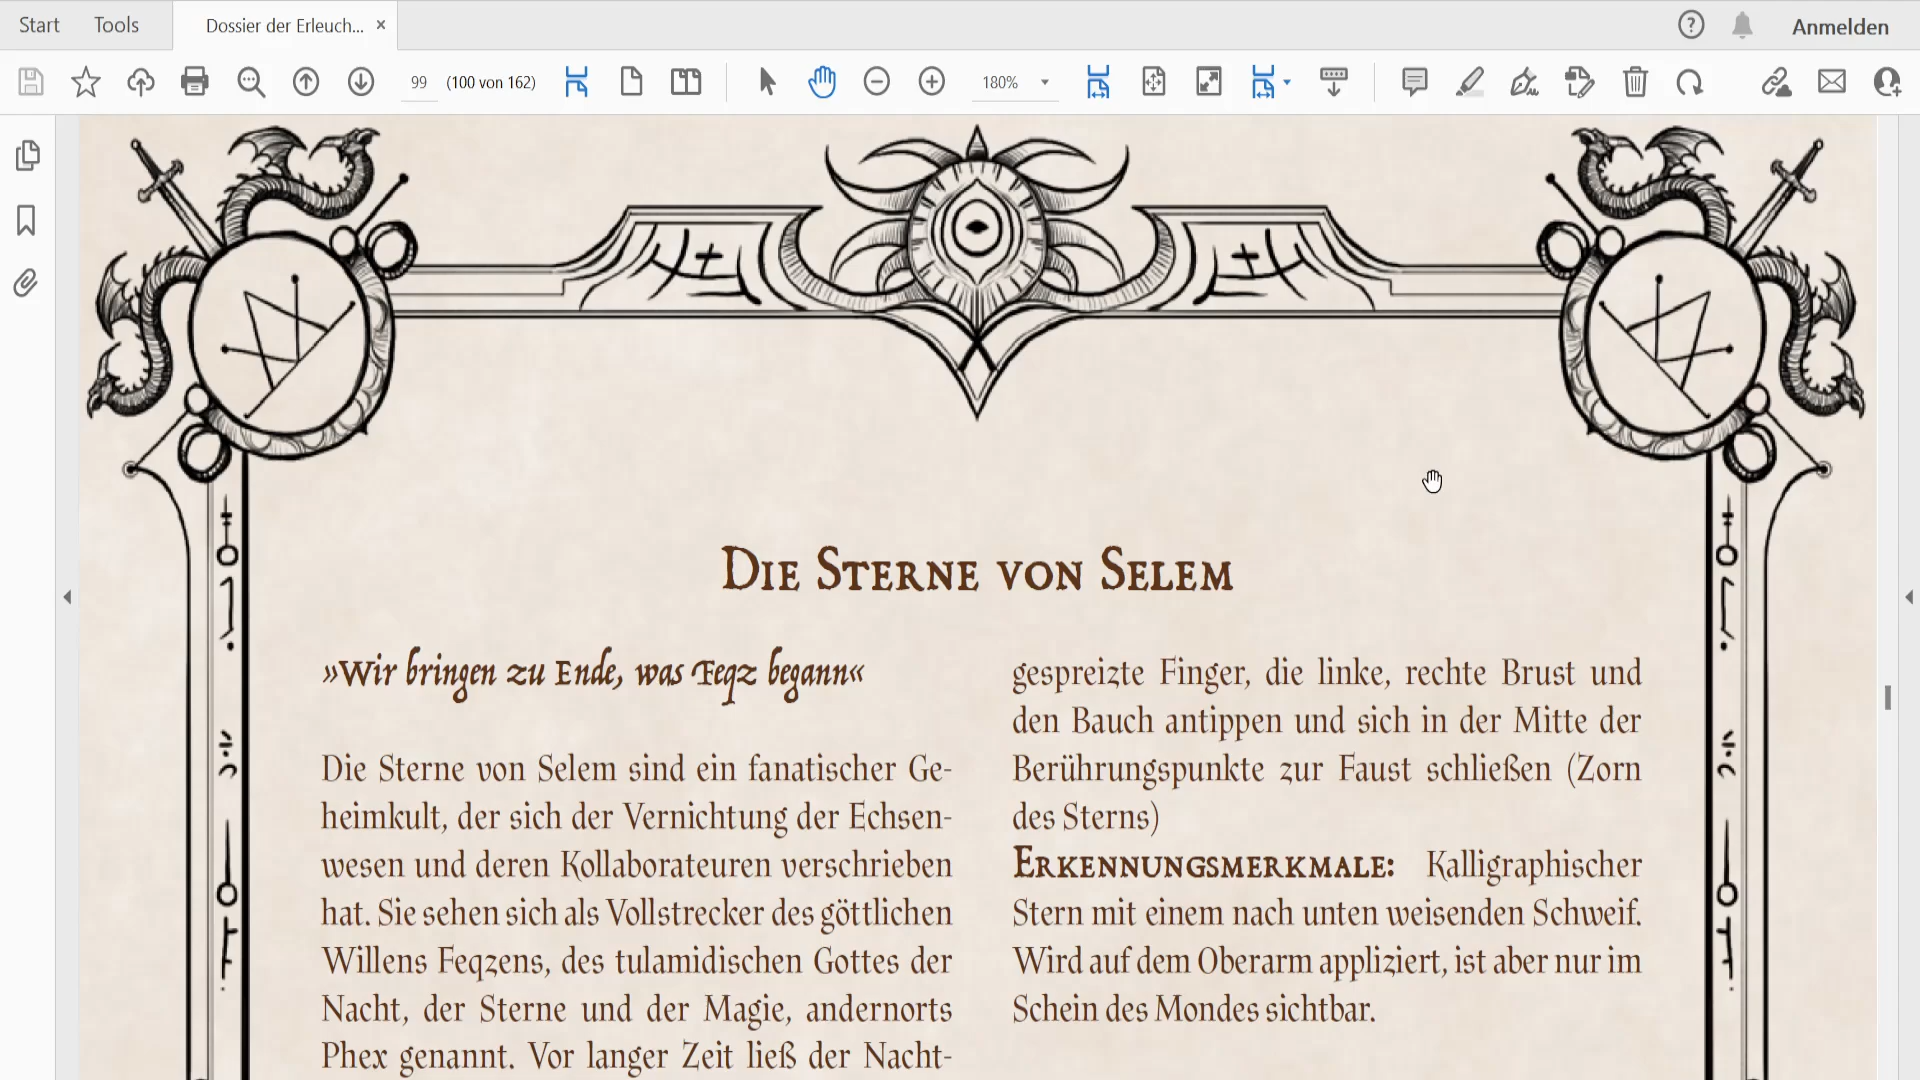 Start Tools Dossier der Erleuch... × Anmelden
99 (100 von 162) 180%
Die Sterne von Selem
»Wir bringen zu Ende, was Feqz begann«
Die Sterne von Selem sind ein fanatischer Ge-
heimkult, der sich der Vernichtung der Echsen-
wesen und deren Kollaborateuren verschrieben
hat. Sie sehen sich als Vollstrecker des göttlichen
Willens Feqzens, des tulamidischen Gottes der
Nacht, der Sterne und der Magie, andernorts
Phex genannt. Vor langer Zeit ließ der Nacht-
gespreizte Finger, die linke, rechte Brust und
den Bauch antippen und sich in der Mitte der
Berührungspunkte zur Faust schließen (Zorn
des Sterns)
Erkennungsmerkmale: Kalligraphischer
Stern mit einem nach unten weisenden Schweif.
Wird auf dem Oberarm appliziert, ist aber nur im
Schein des Mondes sichtbar.